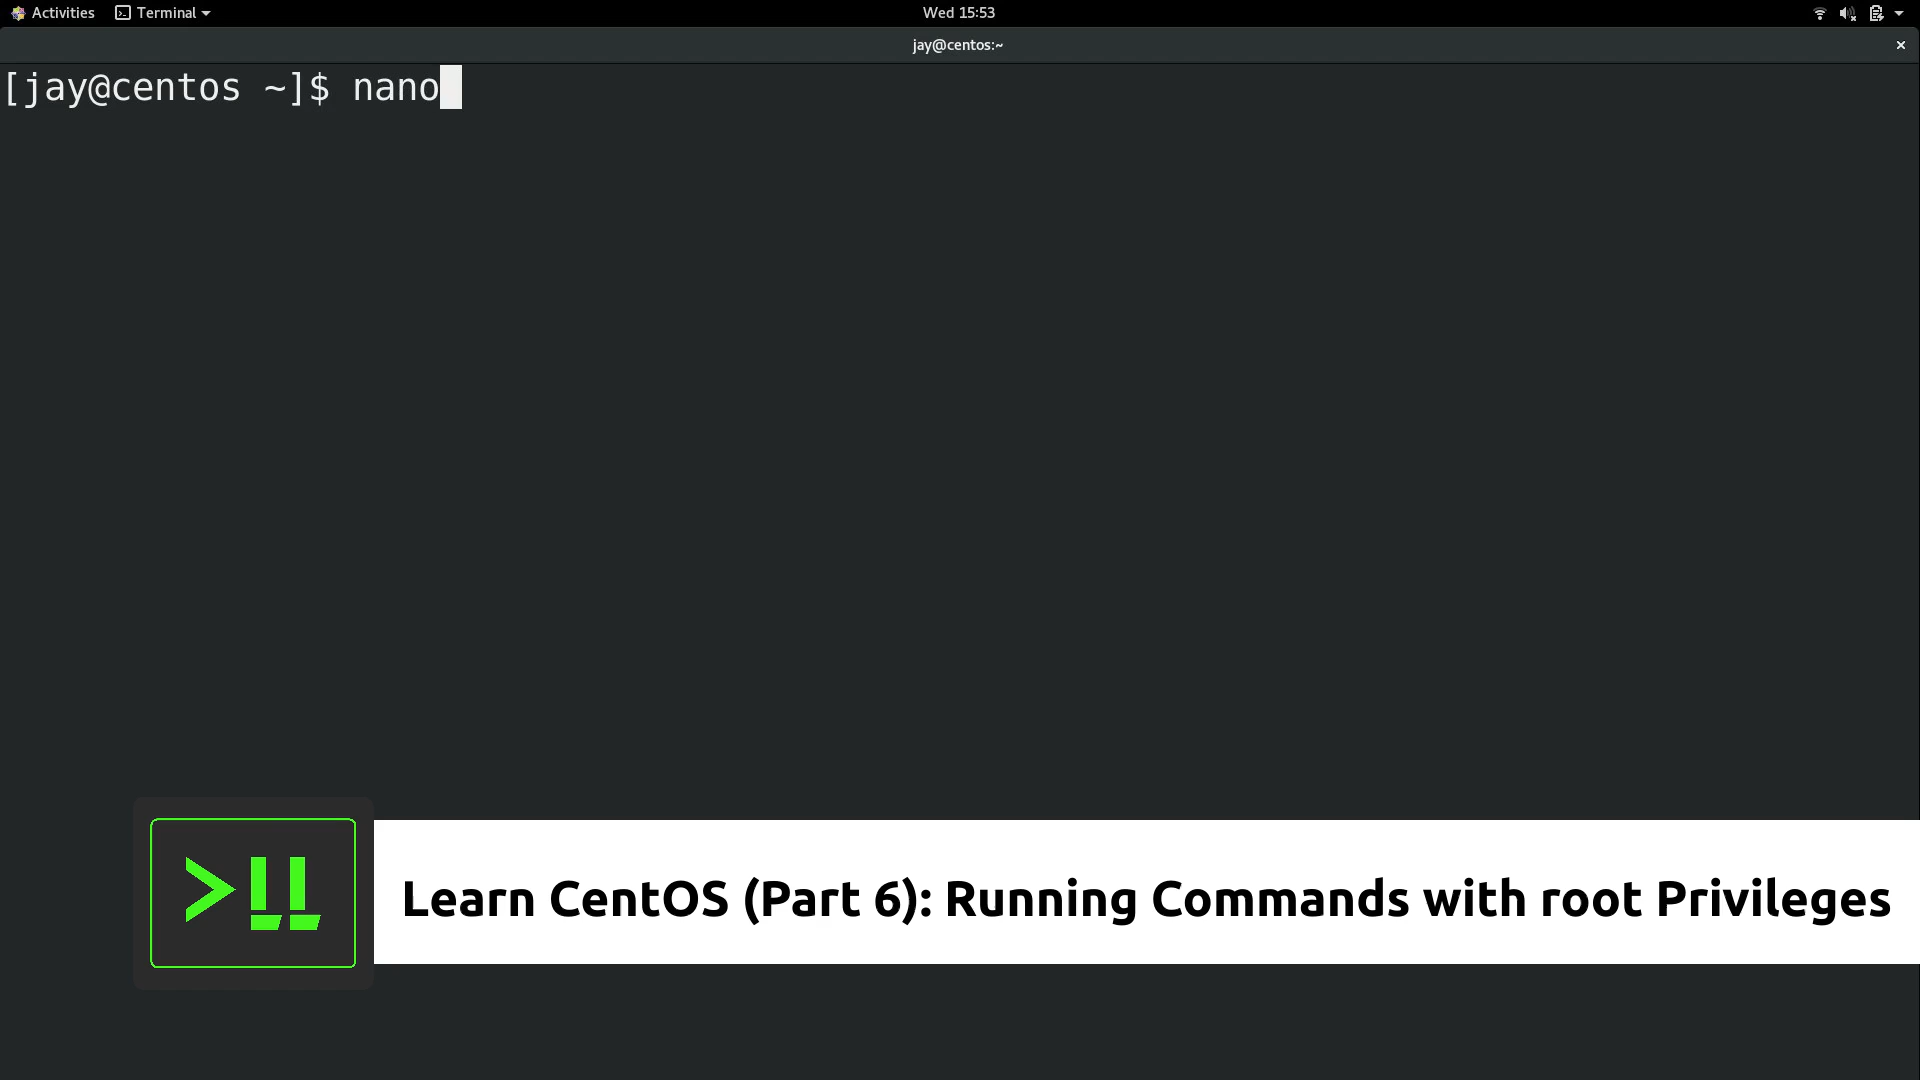 Activities Terminal Wed 15:53
jay@centos:~
[jay@centos ~]$ nano
>!!
Learn CentOS (Part 6): Running Commands with root Privileges